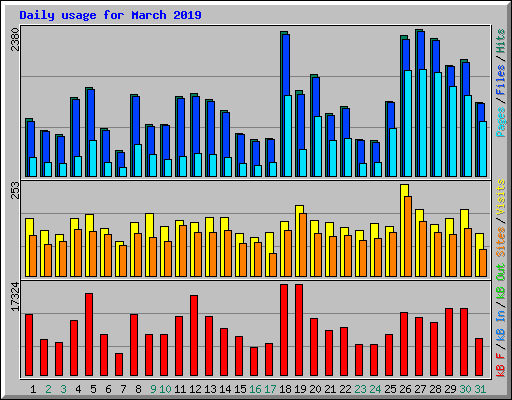 Daily usage for March 2019
2380
Pages / Files / Hits
253
Sites / Visits
17324
kB F / kB In / kB Out
1 2 3 4 5 6 7 8 9 10 11 12 13 14 15 16 17 18 19 20 21 22 23 24 25 26 27 28 29 30 31